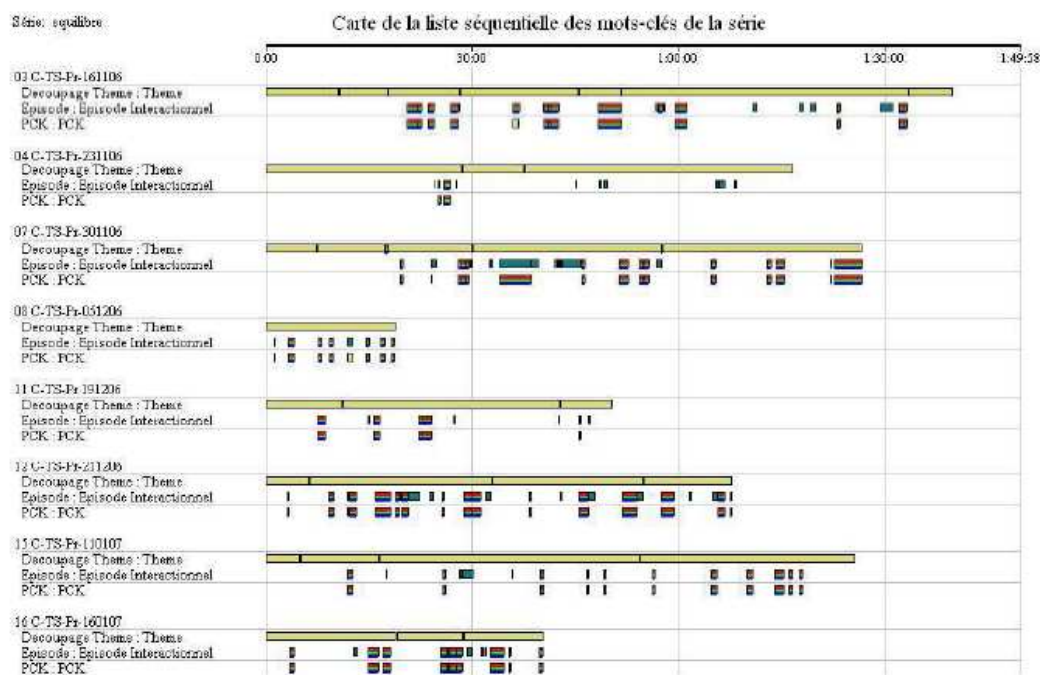 Série: equilibre
Carte de la liste séquentielle des mots-clés de la série
0:00 30:00 1:00:00 1:30:00 1:49:58
03 C-TS-Pr-161106
Decoupage Theme : Theme
Episode : Episode Interactionnel
PCK : PCK
04 C-TS-Pr-231106
Decoupage Theme : Theme
Episode : Episode Interactionnel
PCK : PCK
07 C-TS-Pr-301106
Decoupage Theme : Theme
Episode : Episode Interactionnel
PCK : PCK
08 C-TS-Pr-051206
Decoupage Theme : Theme
Episode : Episode Interactionnel
PCK : PCK
11 C-TS-Pr-191206
Decoupage Theme : Theme
Episode : Episode Interactionnel
PCK : PCK
12 C-TS-Pr-211206
Decoupage Theme : Theme
Episode : Episode Interactionnel
PCK : PCK
15 C-TS-Pr-110107
Decoupage Theme : Theme
Episode : Episode Interactionnel
PCK : PCK
16 C-TS-Pr-160107
Decoupage Theme : Theme
Episode : Episode Interactionnel
PCK : PCK